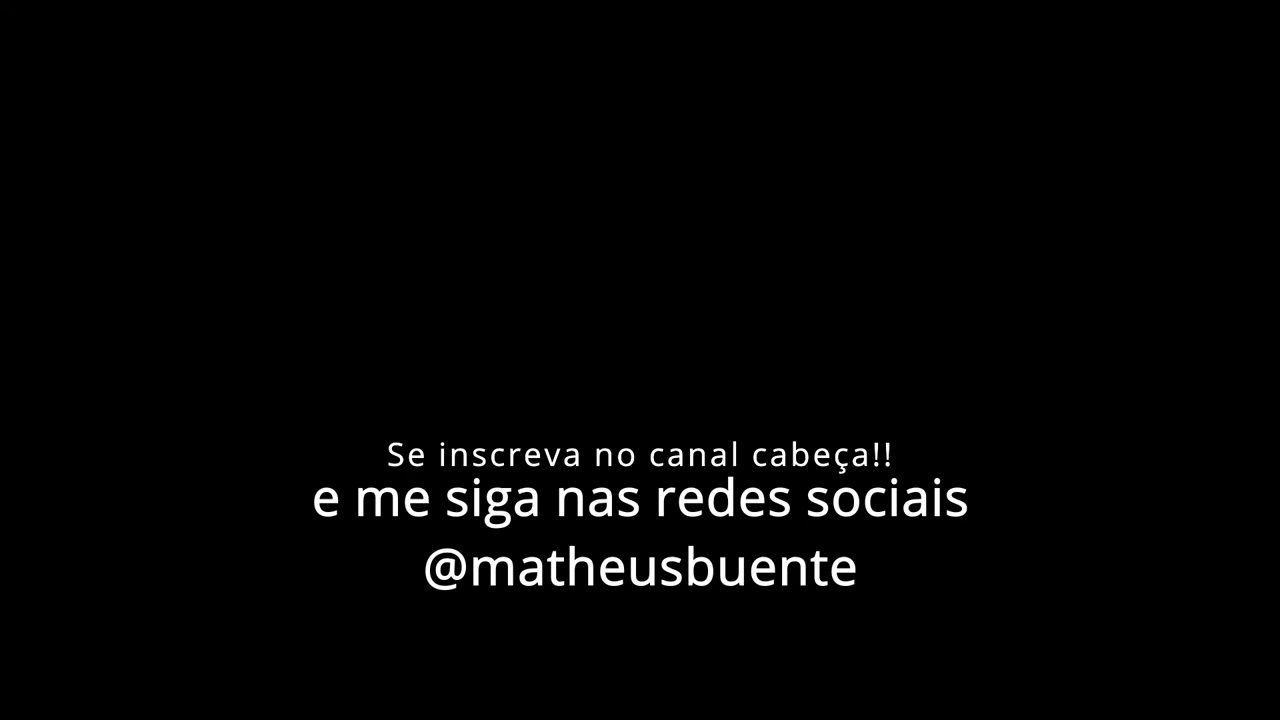 Se inscreva no canal cabeça!!
e me siga nas redes sociais
@matheusbuente